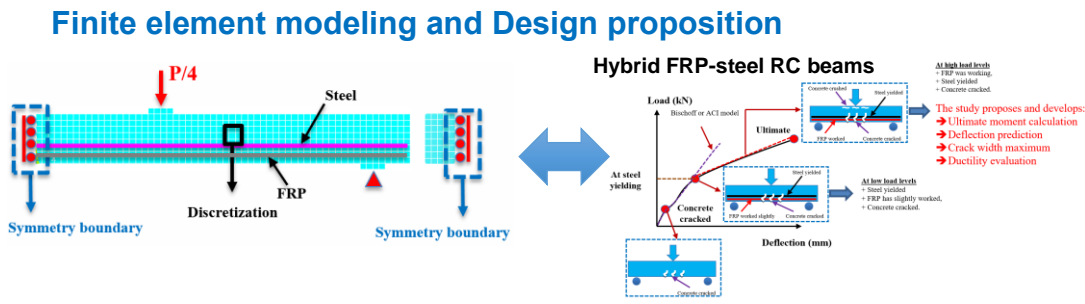 Finite element modeling and Design proposition
P/4
Steel
FRP
Discretization
Symmetry boundary
Symmetry boundary
Hybrid FRP-steel RC beams
Load (kN)
Bischoff or ACI model
Ultimate
At steel
yielding
Concrete
cracked
Deflection (mm)
Concrete cracked
Steel yielded
FRP worked
Concrete cracked
Steel yielded
FRP worked slightly
Concrete cracked
Concrete cracked
At high load levels
+ FRP was working,
+ Steel yielded
+ Concrete cracked.
At low load levels
+ Steel yielded
+ FRP has slightly worked,
+ Concrete cracked.
The study proposes and develops:
➔Ultimate moment calculation
➔Deflection prediction
➔Crack width maximum
➔Ductility evaluation